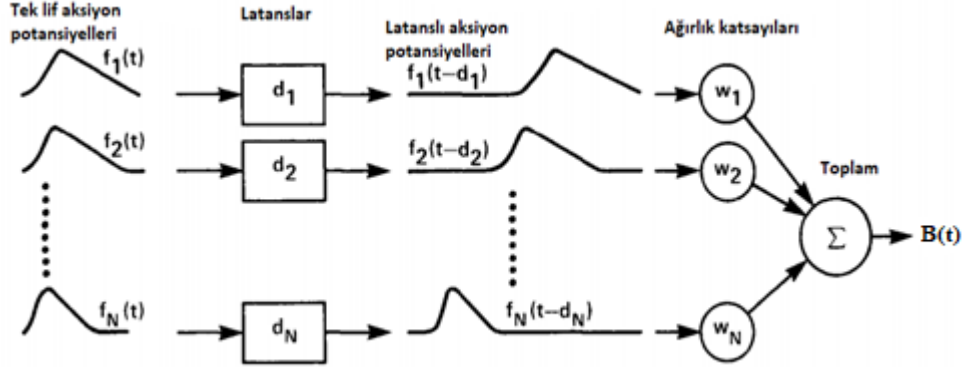 Tek lif aksiyon
potansiyelleri
Latanslar
Latanslı aksiyon
potansiyelleri
Ağırlık katsayıları
f1(t)
d1
f1(t–d1)
w1
f2(t)
d2
f2(t–d2)
w2
Toplam
Σ
B(t)
fN(t)
dN
fN(t–dN)
wN